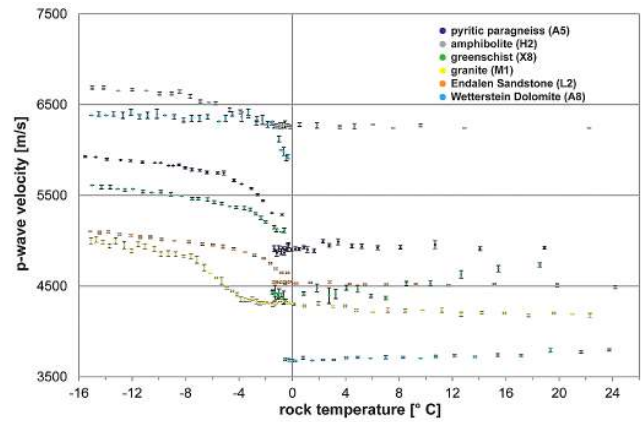 7500
6500
5500
4500
3500
p-wave velocity [m/s]
pyritic paragneiss (A5)
amphibolite (H2)
greenschist (X8)
granite (M1)
Endalen Sandstone (L2)
Wetterstein Dolomite (A8)
-16 -12 -8 -4 0 4 8 12 16 20 24
rock temperature [° C]